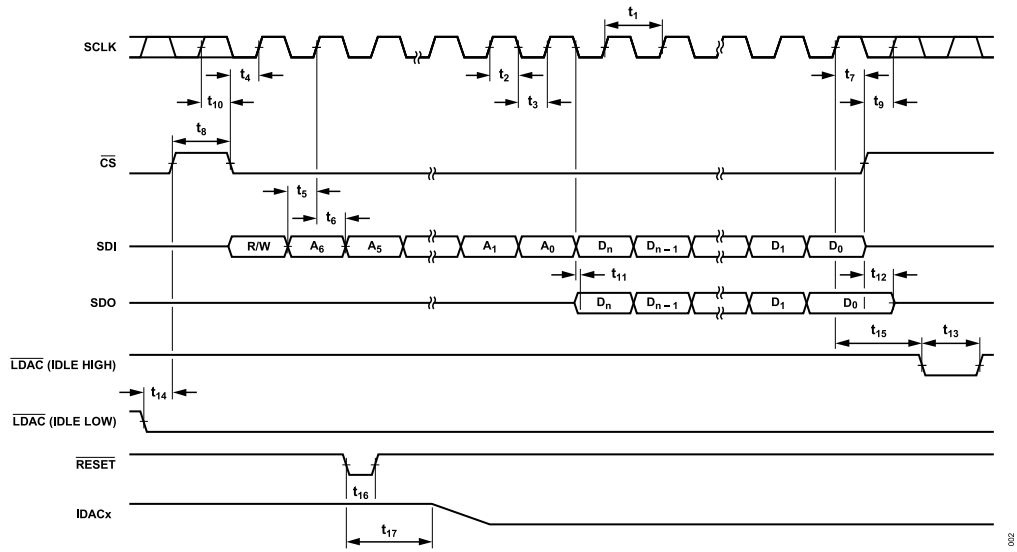 t1
SCLK
t4
t2
t7
t10
t3
t9
t8
CS
t5
t6
SDI
R/W
A6
A5
A1
A0
Dn
Dn – 1
D1
D0
t11
t12
SDO
Dn
Dn – 1
D1
D0
t15
t13
LDAC (IDLE HIGH)
t14
LDAC (IDLE LOW)
RESET
t16
IDACx
t17
002